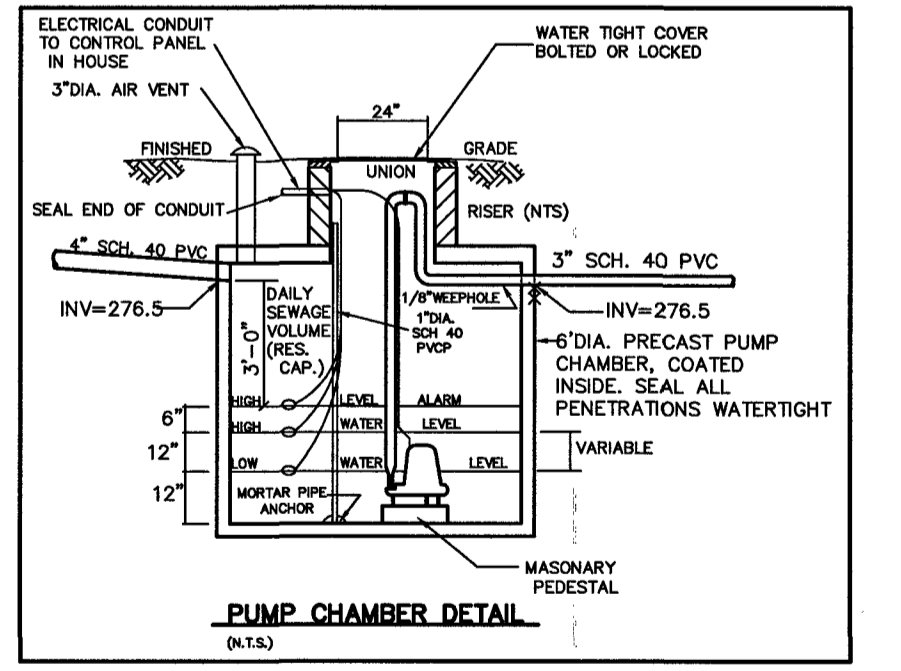 ELECTRICAL CONDUIT
TO CONTROL PANEL
IN HOUSE
3"DIA. AIR VENT
WATER TIGHT COVER
BOLTED OR LOCKED
24"
FINISHED
GRADE
UNION
SEAL END OF CONDUIT
RISER (NTS)
4" SCH. 40 PVC
3" SCH. 40 PVC
INV=276.5
INV=276.5
3'-0"
DAILY
SEWAGE
VOLUME
(RES.
CAP.)
1/8"WEEPHOLE
1"DIA.
SCH 40
PVCP
6'DIA. PRECAST PUMP
CHAMBER, COATED
INSIDE. SEAL ALL
PENETRATIONS WATERTIGHT
HIGH LEVEL ALARM
6"
HIGH WATER LEVEL
12"
VARIABLE
LOW WATER LEVEL
12"
MORTAR PIPE
ANCHOR
MASONARY
PEDESTAL
PUMP CHAMBER DETAIL
(N.T.S.)